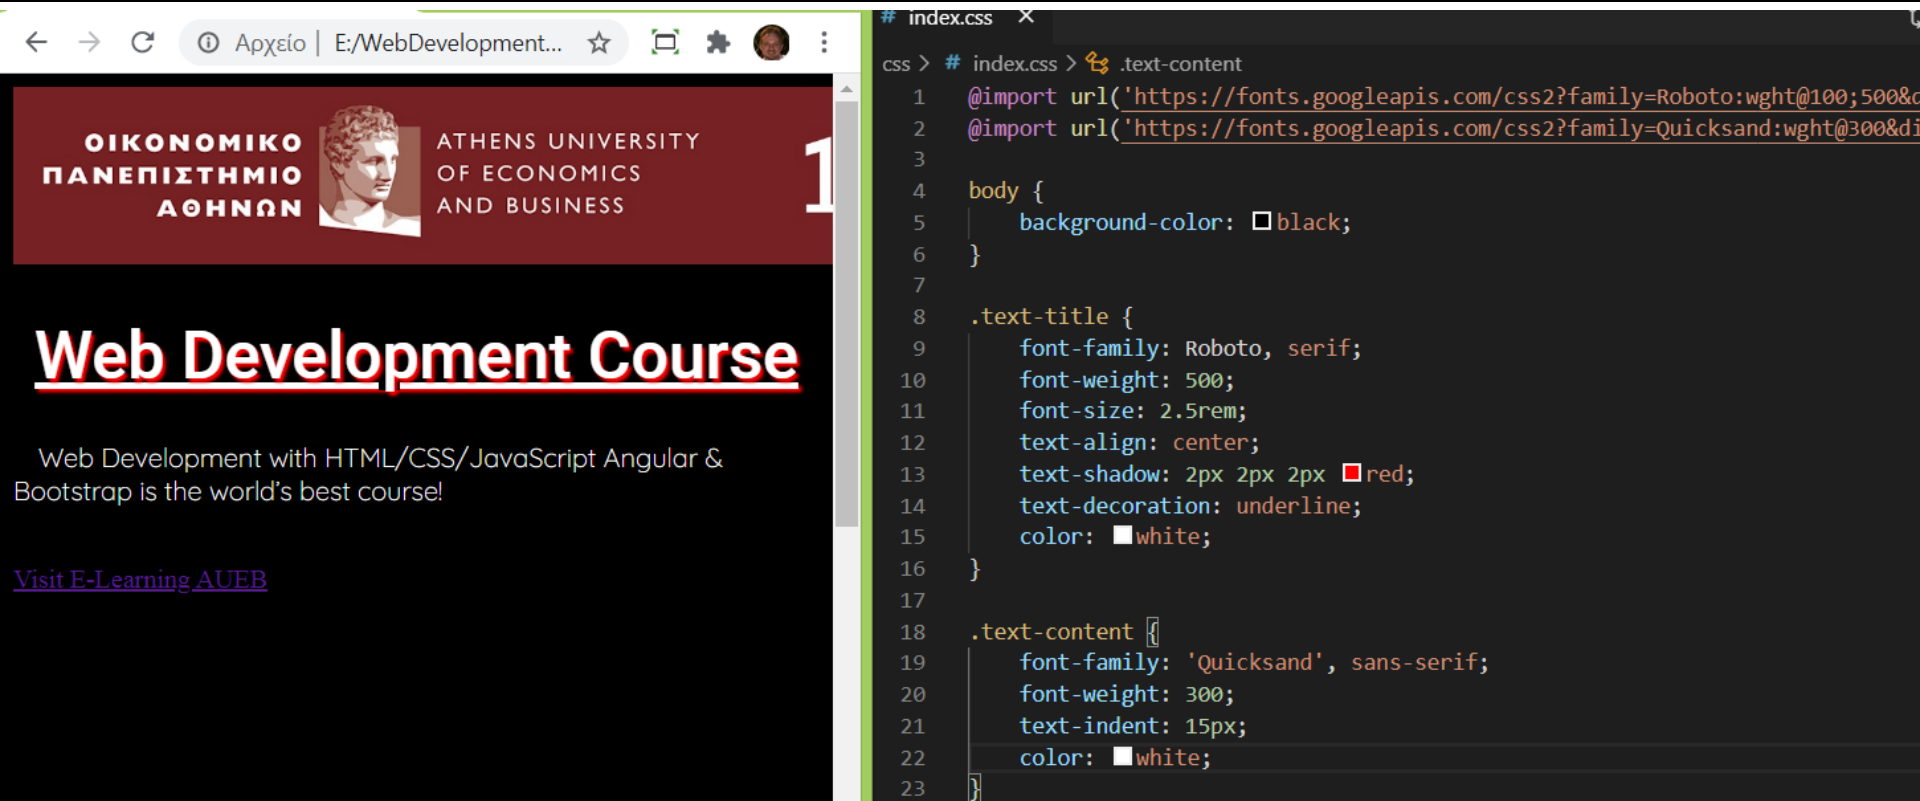 Αρχείο | E:/WebDevelopment...
ΟΙΚΟΝΟΜΙΚΟ
ΠΑΝΕΠΙΣΤΗΜΙΟ
ΑΘΗΝΩΝ
ATHENS UNIVERSITY
OF ECONOMICS
AND BUSINESS
1
Web Development Course
Web Development with HTML/CSS/JavaScript Angular &
Bootstrap is the world's best course!
Visit E-Learning AUEB
# index.css ×
css > # index.css > .text-content
1 @import url('https://fonts.googleapis.com/css2?family=Roboto:wght@100;500&d
2 @import url('https://fonts.googleapis.com/css2?family=Quicksand:wght@300&di
3
4 body {
5 background-color: black;
6 }
7
8 .text-title {
9 font-family: Roboto, serif;
10 font-weight: 500;
11 font-size: 2.5rem;
12 text-align: center;
13 text-shadow: 2px 2px 2px red;
14 text-decoration: underline;
15 color: white;
16 }
17
18 .text-content {
19 font-family: 'Quicksand', sans-serif;
20 font-weight: 300;
21 text-indent: 15px;
22 color: white;
23 }